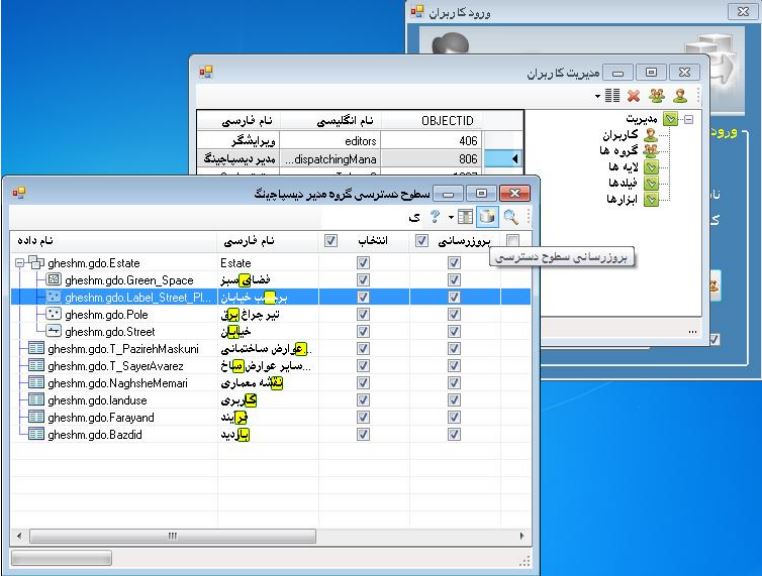 ورود کاربران
مدیریت کاربران
نام فارسی نام انگلیسی OBJECTID
ویرایشگر editors 406
مدیر دیسپاچینگ ...dispatchingMana 806
مدیریت
کاربران
گروه ها
لایه ها
فیلدها
ابزارها
...
ورود
سطوح دسترسی گروه مدیر دیسپاچینگ
ی
نام داده نام فارسی انتخاب بروزرسانی
بروزرسانی سطوح دسترسی
gheshm.gdo.Estate Estate
gheshm.gdo.Green_Space فضای سبز
gheshm.gdo.Label_Street_Pl... برچسب خیابان
gheshm.gdo.Pole تیر چراغ برق
gheshm.gdo.Street خیابان
gheshm.gdo.T_PazirehMaskuni عوارض ساختمانی...
gheshm.gdo.T_SayerAvarez سایر عوارض ساخ...
gheshm.gdo.NaghsheMemari نقشه معماری
gheshm.gdo.landuse کاربری
gheshm.gdo.Farayand فرآیند
gheshm.gdo.Bazdid بازدید